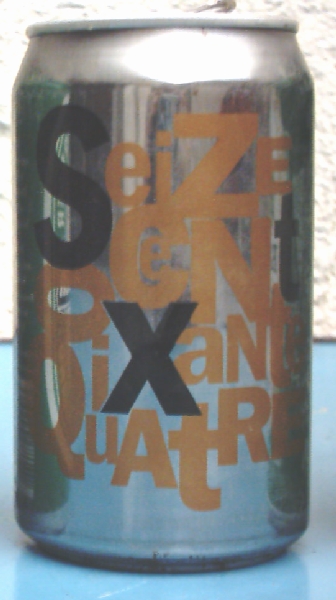 SeiZE
CENt
SoiXaNtE
QuAtRE